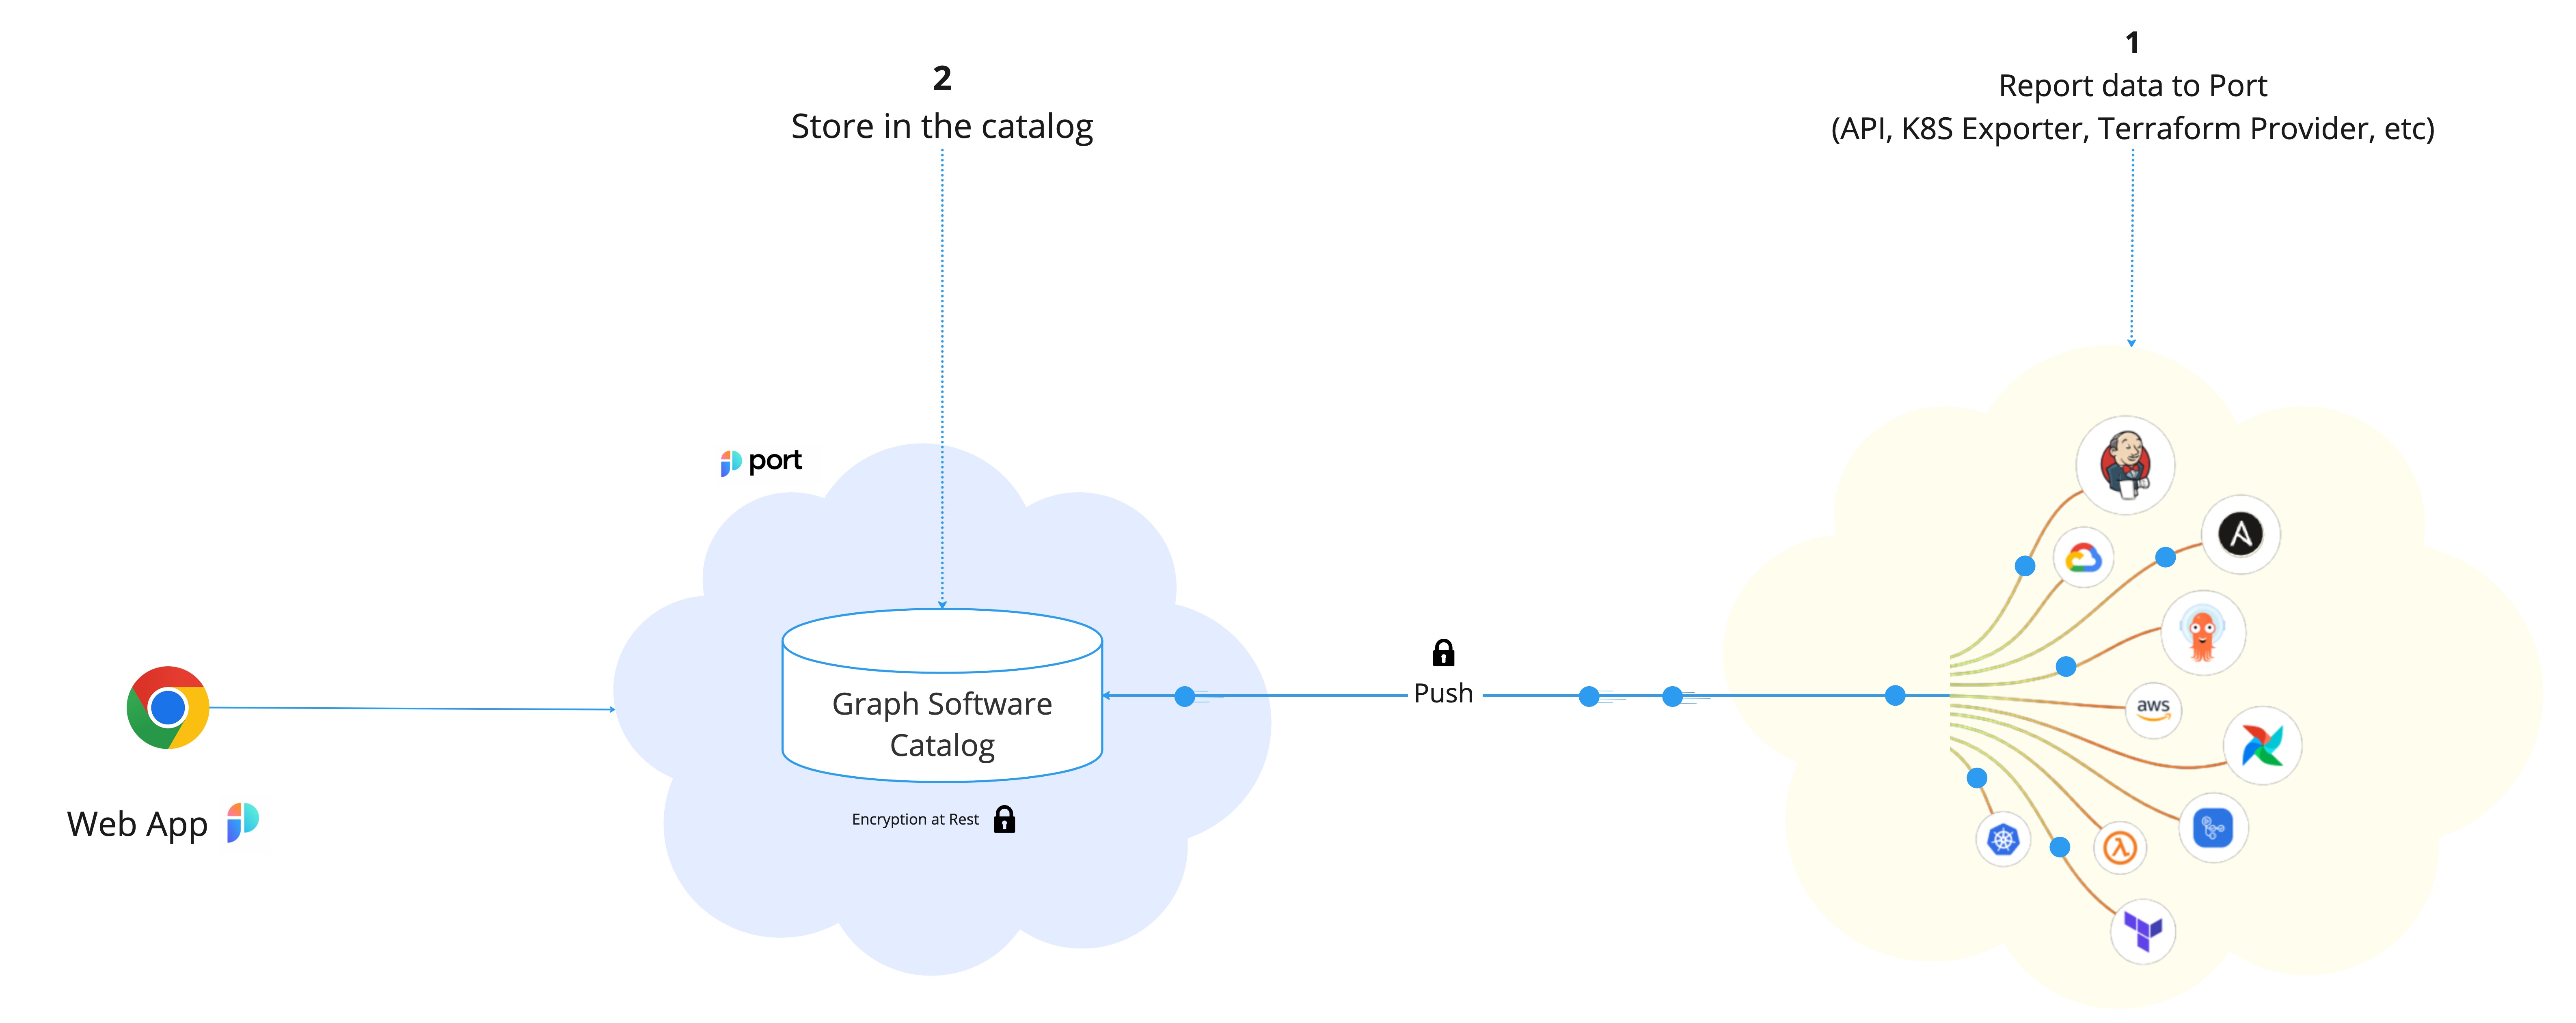 1
Report data to Port
(API, K8S Exporter, Terraform Provider, etc)
2
Store in the catalog
port
Graph Software
Catalog
Encryption at Rest
Push
aws
Web App